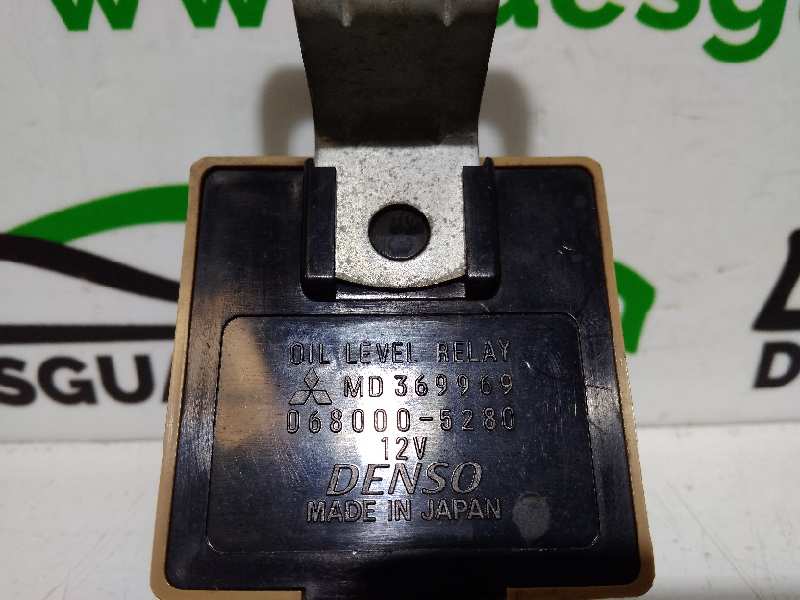 OIL LEVEL RELAY
MD369969
068000-5280
12V
DENSO
MADE IN JAPAN